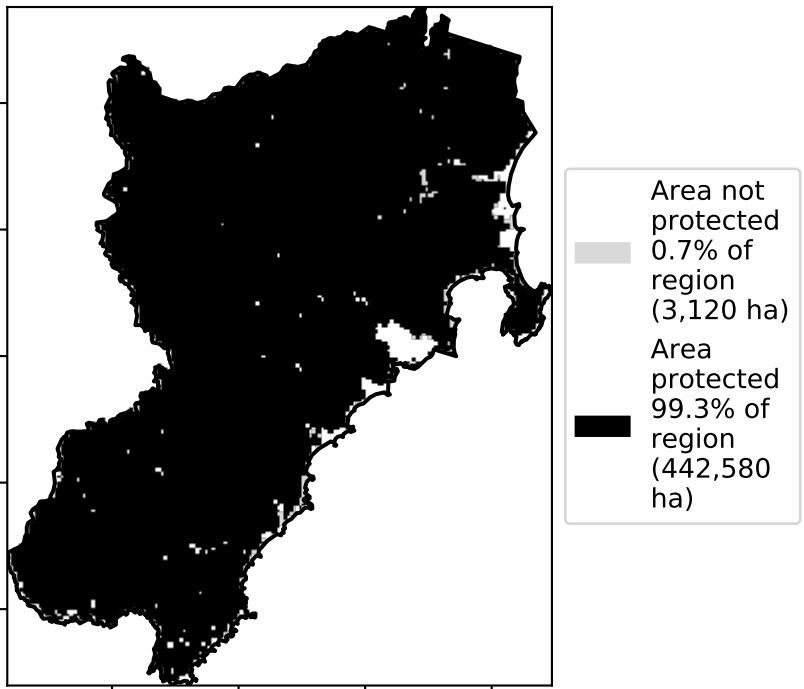 Area not
protected
0.7% of
region
(3,120 ha)
Area
protected
99.3% of
region
(442,580
ha)